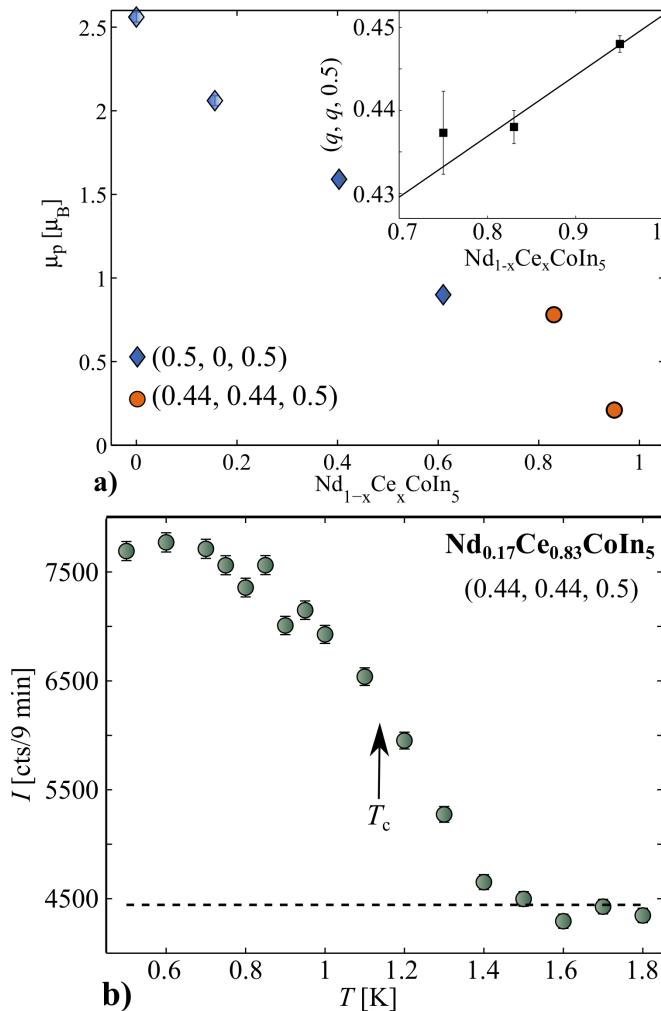 2.5
2
1.5
1
0.5
0
μp [μB]
0 0.2 0.4 0.6 0.8 1
Nd1−xCexCoIn5
(0.5, 0, 0.5)
(0.44, 0.44, 0.5)
a)
0.45
0.44
0.43
(q, q, 0.5)
0.7 0.8 0.9 1
Nd1-xCexCoIn5
Nd0.17Ce0.83CoIn5
(0.44, 0.44, 0.5)
7500
6500
5500
4500
I [cts/9 min]
Tc
0.6 0.8 1 1.2 1.4 1.6 1.8
T [K]
b)